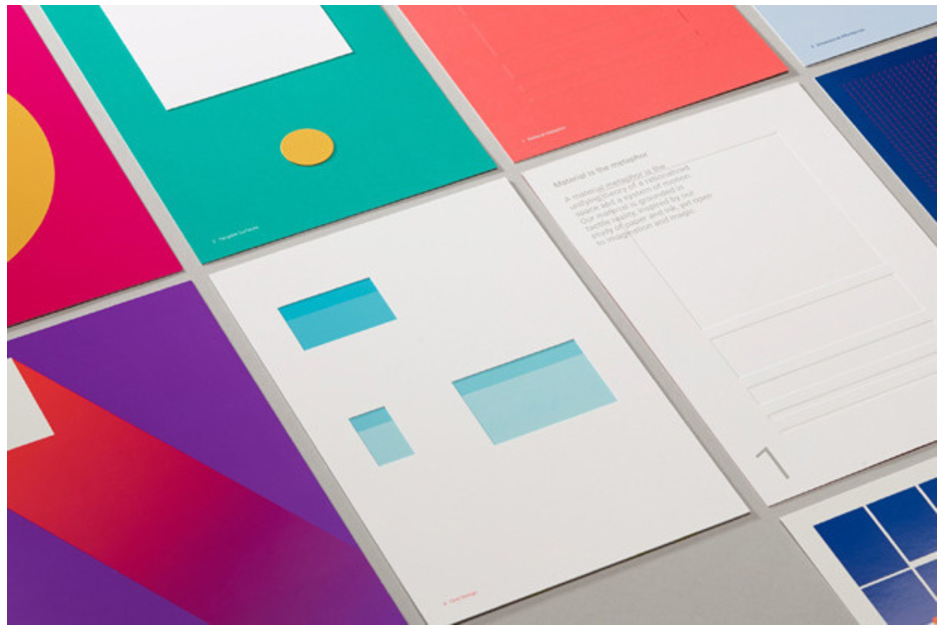 Material is the metaphor
A material metaphor is the
unifying theory of a rationalized
space and a system of motion.
Our material is grounded in
tactile reality, inspired by our
study of paper and ink, yet open
to imagination and magic.
1
Tangible surfaces